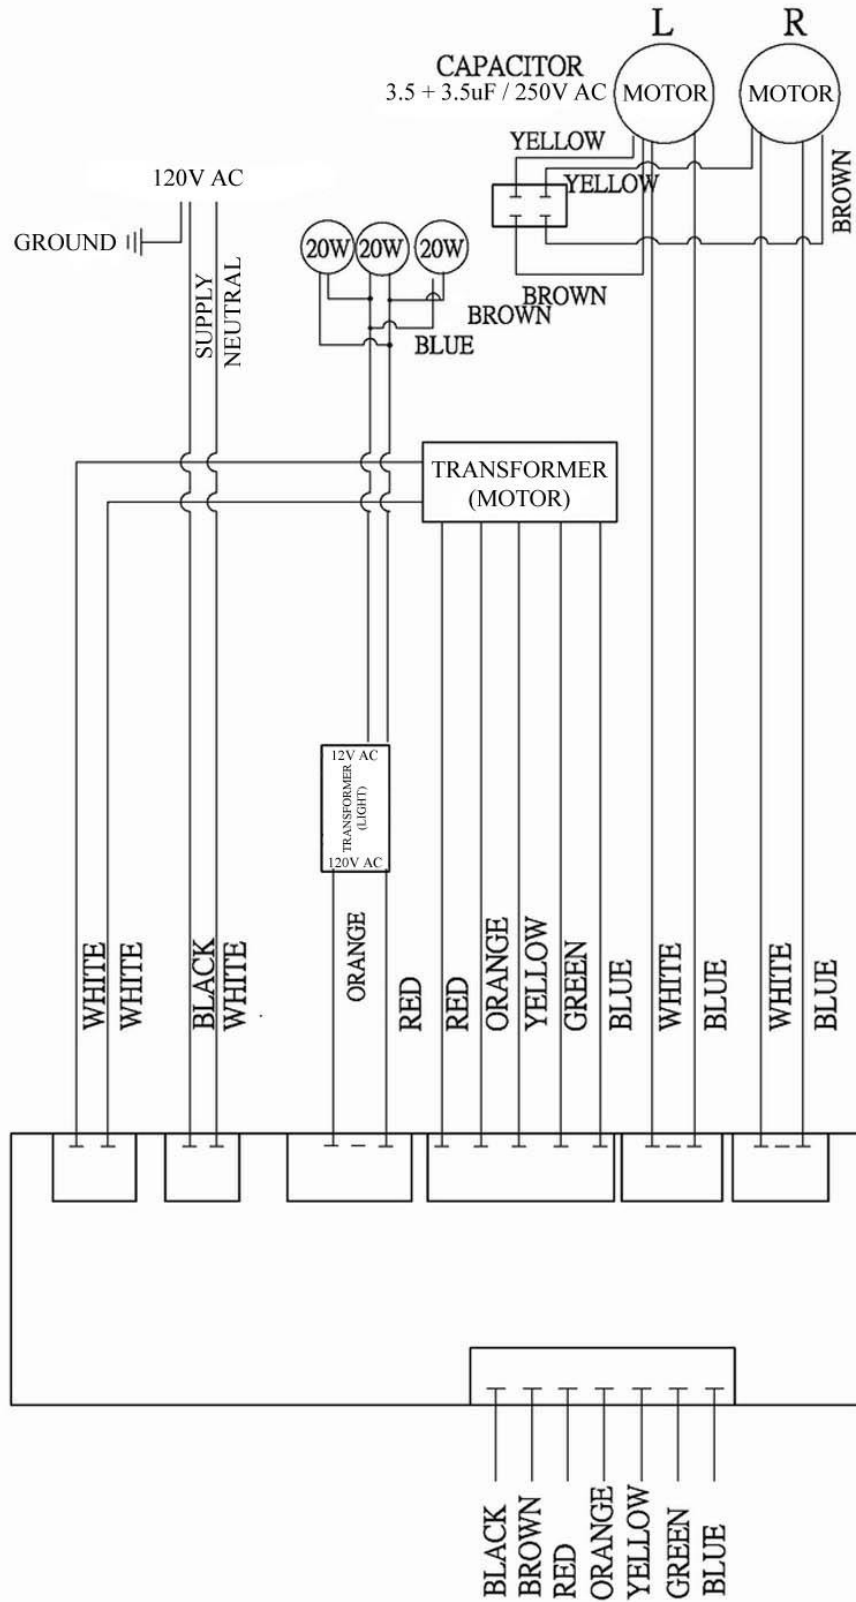 L
R
CAPACITOR
3.5 + 3.5uF / 250V AC
MOTOR
MOTOR
YELLOW
YELLOW
BROWN
120V AC
GROUND
SUPPLY
NEUTRAL
20W
20W
20W
BROWN
BROWN
BLUE
TRANSFORMER
(MOTOR)
12V AC
TRANSFORMER
(LIGHT)
120V AC
WHITE
WHITE
BLACK
WHITE
ORANGE
RED
RED
ORANGE
YELLOW
GREEN
BLUE
WHITE
BLUE
WHITE
BLUE
BLACK
BROWN
RED
ORANGE
YELLOW
GREEN
BLUE